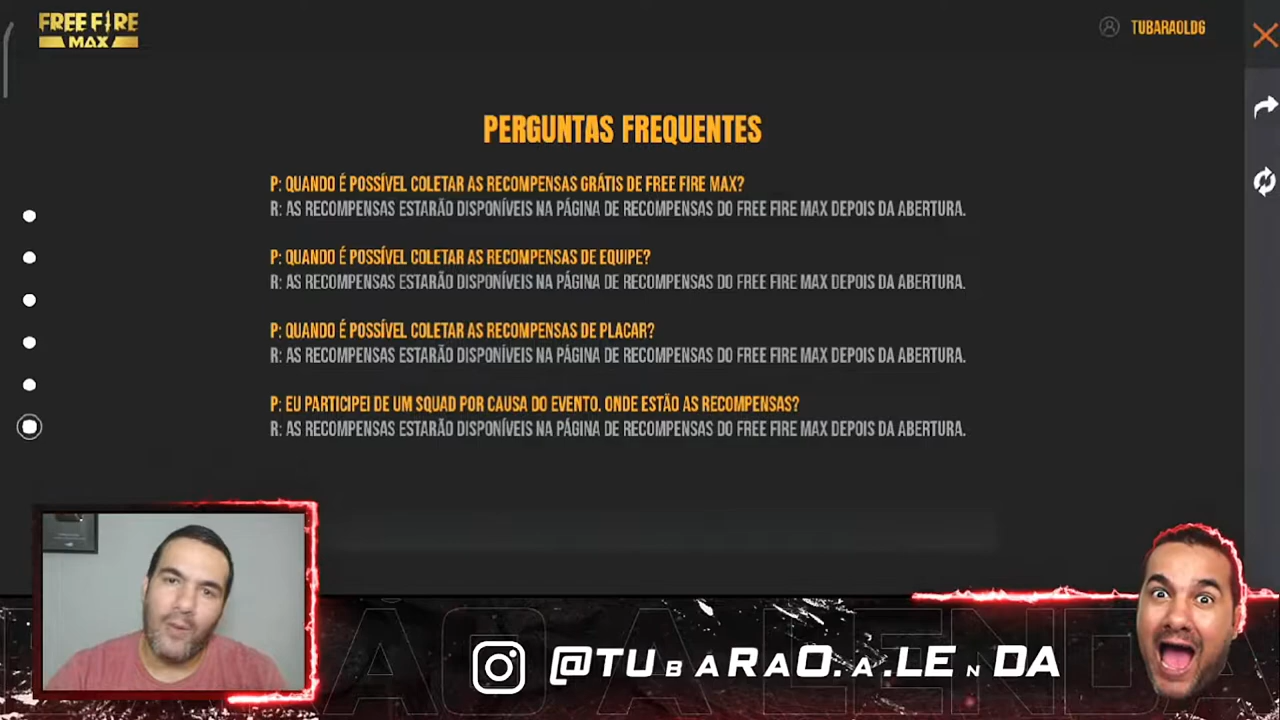 FREE FIRE
MAX
TUBARAOLDG
PERGUNTAS FREQUENTES
P: QUANDO É POSSÍVEL COLETAR AS RECOMPENSAS GRÁTIS DE FREE FIRE MAX?
R: AS RECOMPENSAS ESTARÃO DISPONÍVEIS NA PÁGINA DE RECOMPENSAS DO FREE FIRE MAX DEPOIS DA ABERTURA.
P: QUANDO É POSSÍVEL COLETAR AS RECOMPENSAS DE EQUIPE?
R: AS RECOMPENSAS ESTARÃO DISPONÍVEIS NA PÁGINA DE RECOMPENSAS DO FREE FIRE MAX DEPOIS DA ABERTURA.
P: QUANDO É POSSÍVEL COLETAR AS RECOMPENSAS DE PLACAR?
R: AS RECOMPENSAS ESTARÃO DISPONÍVEIS NA PÁGINA DE RECOMPENSAS DO FREE FIRE MAX DEPOIS DA ABERTURA.
P: EU PARTICIPEI DE UM SQUAD POR CAUSA DO EVENTO. ONDE ESTÃO AS RECOMPENSAS?
R: AS RECOMPENSAS ESTARÃO DISPONÍVEIS NA PÁGINA DE RECOMPENSAS DO FREE FIRE MAX DEPOIS DA ABERTURA.
@TUBARAO.A.LENDA